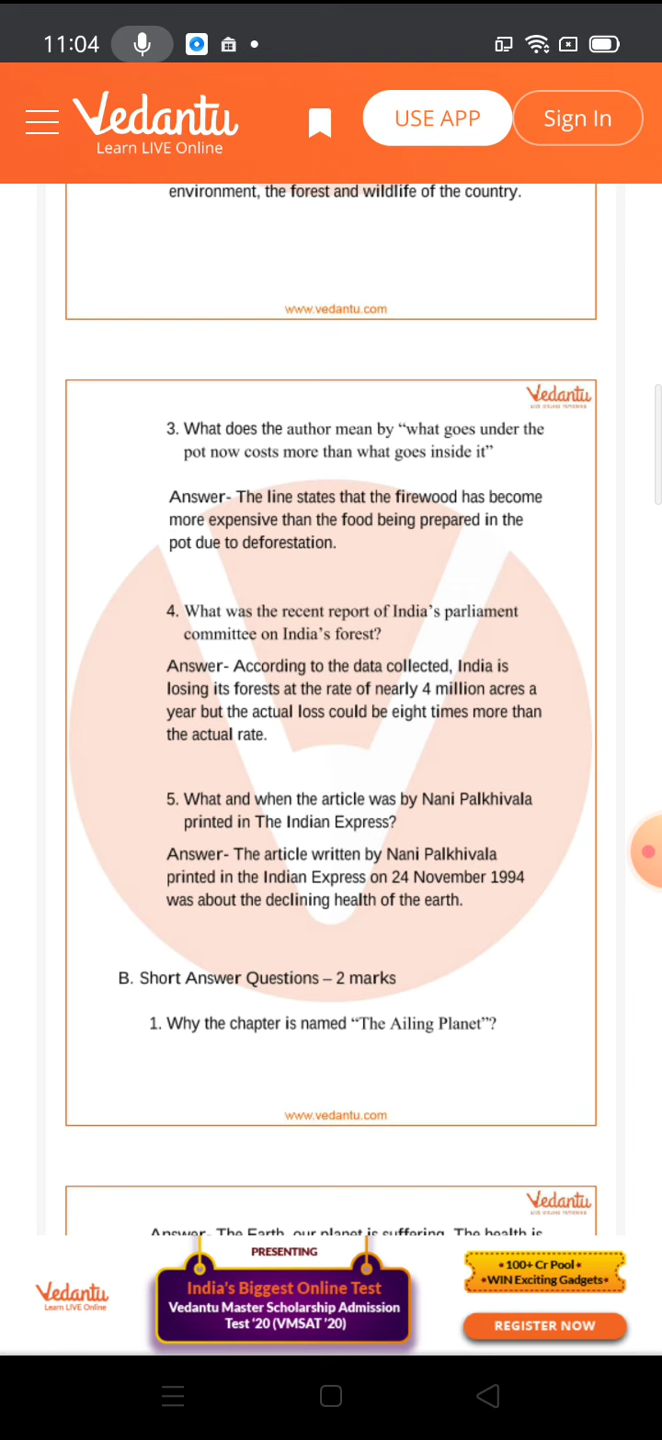 11:04
Vedantu
Learn LIVE Online
USE APP
Sign In
environment, the forest and wildlife of the country.
www.vedantu.com
Vedantu
3. What does the author mean by “what goes under the
pot now costs more than what goes inside it”
Answer- The line states that the firewood has become
more expensive than the food being prepared in the
pot due to deforestation.
4. What was the recent report of India’s parliament
committee on India’s forest?
Answer- According to the data collected, India is
losing its forests at the rate of nearly 4 million acres a
year but the actual loss could be eight times more than
the actual rate.
5. What and when the article was by Nani Palkhivala
printed in The Indian Express?
Answer- The article written by Nani Palkhivala
printed in the Indian Express on 24 November 1994
was about the declining health of the earth.
B. Short Answer Questions – 2 marks
1. Why the chapter is named “The Ailing Planet”?
www.vedantu.com
Vedantu
Answer- The Earth, our planet is suffering. The health is
Vedantu
Learn LIVE Online
PRESENTING
India's Biggest Online Test
Vedantu Master Scholarship Admission
Test '20 (VMSAT '20)
• 100+ Cr Pool •
•WIN Exciting Gadgets•
REGISTER NOW